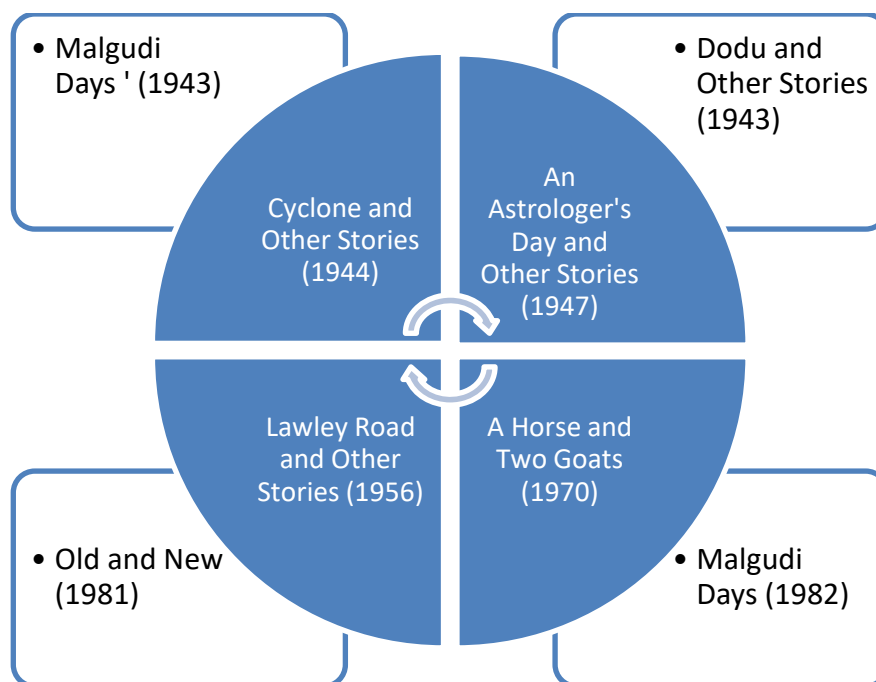 • Malgudi
Days ' (1943)
• Dodu and
Other Stories
(1943)
Cyclone and
Other Stories
(1944)
An
Astrologer's
Day and
Other Stories
(1947)
Lawley Road
and Other
Stories (1956)
A Horse and
Two Goats
(1970)
• Old and New
(1981)
• Malgudi
Days (1982)